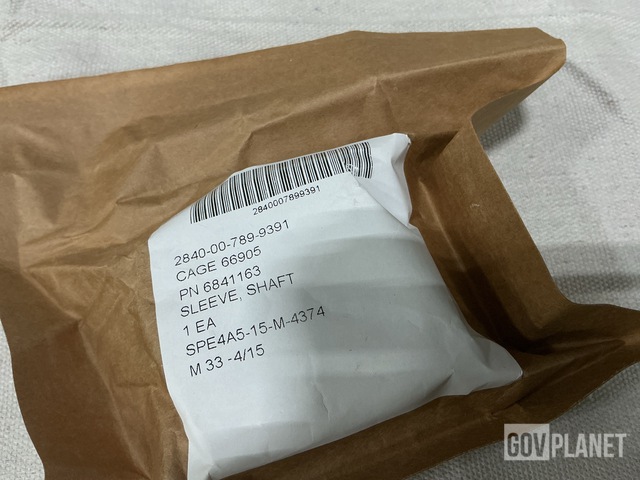 2840007899391
2840-00-789-9391
CAGE 66905
PN 6841163
SLEEVE, SHAFT
1 EA
SPE4A5-15-M-4374
M 33 -4/15
GOVPLANET